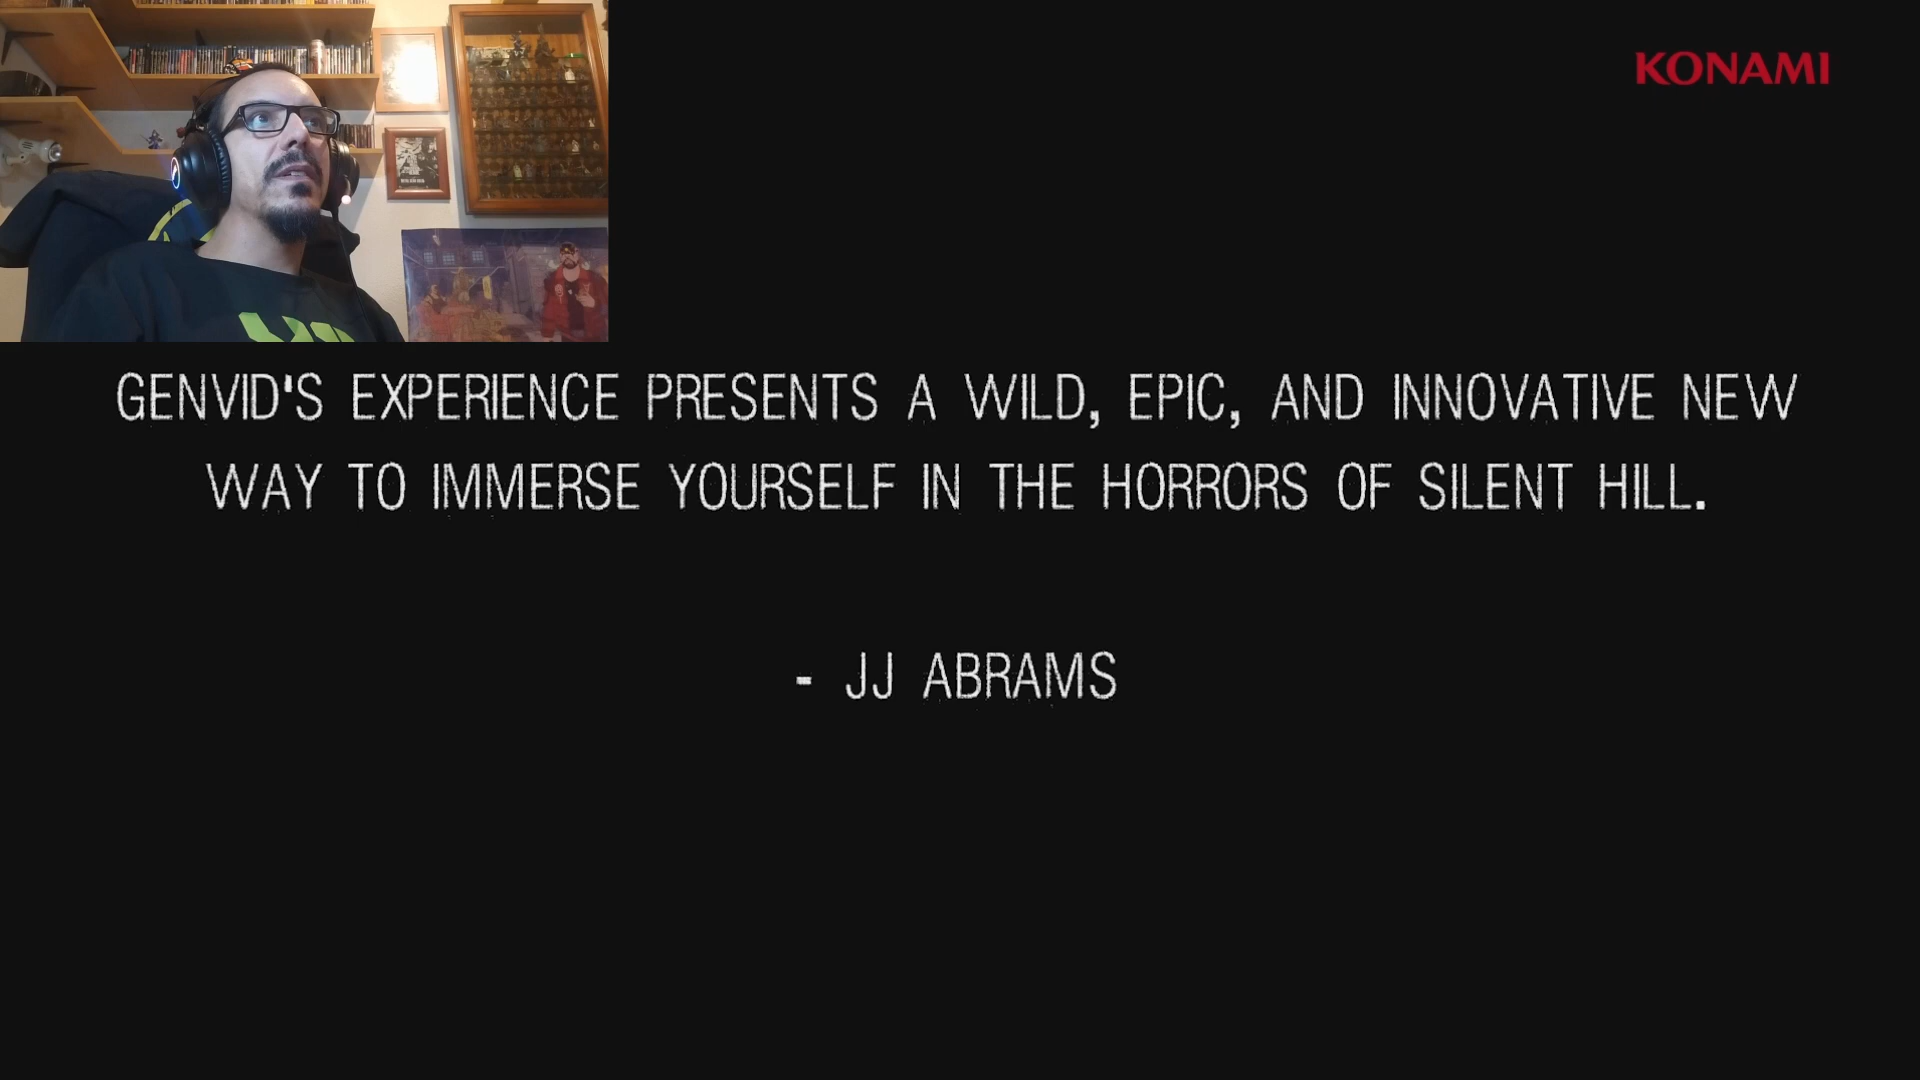 KONAMI
GENVID'S EXPERIENCE PRESENTS A WILD, EPIC, AND INNOVATIVE NEW
WAY TO IMMERSE YOURSELF IN THE HORRORS OF SILENT HILL.
- JJ ABRAMS